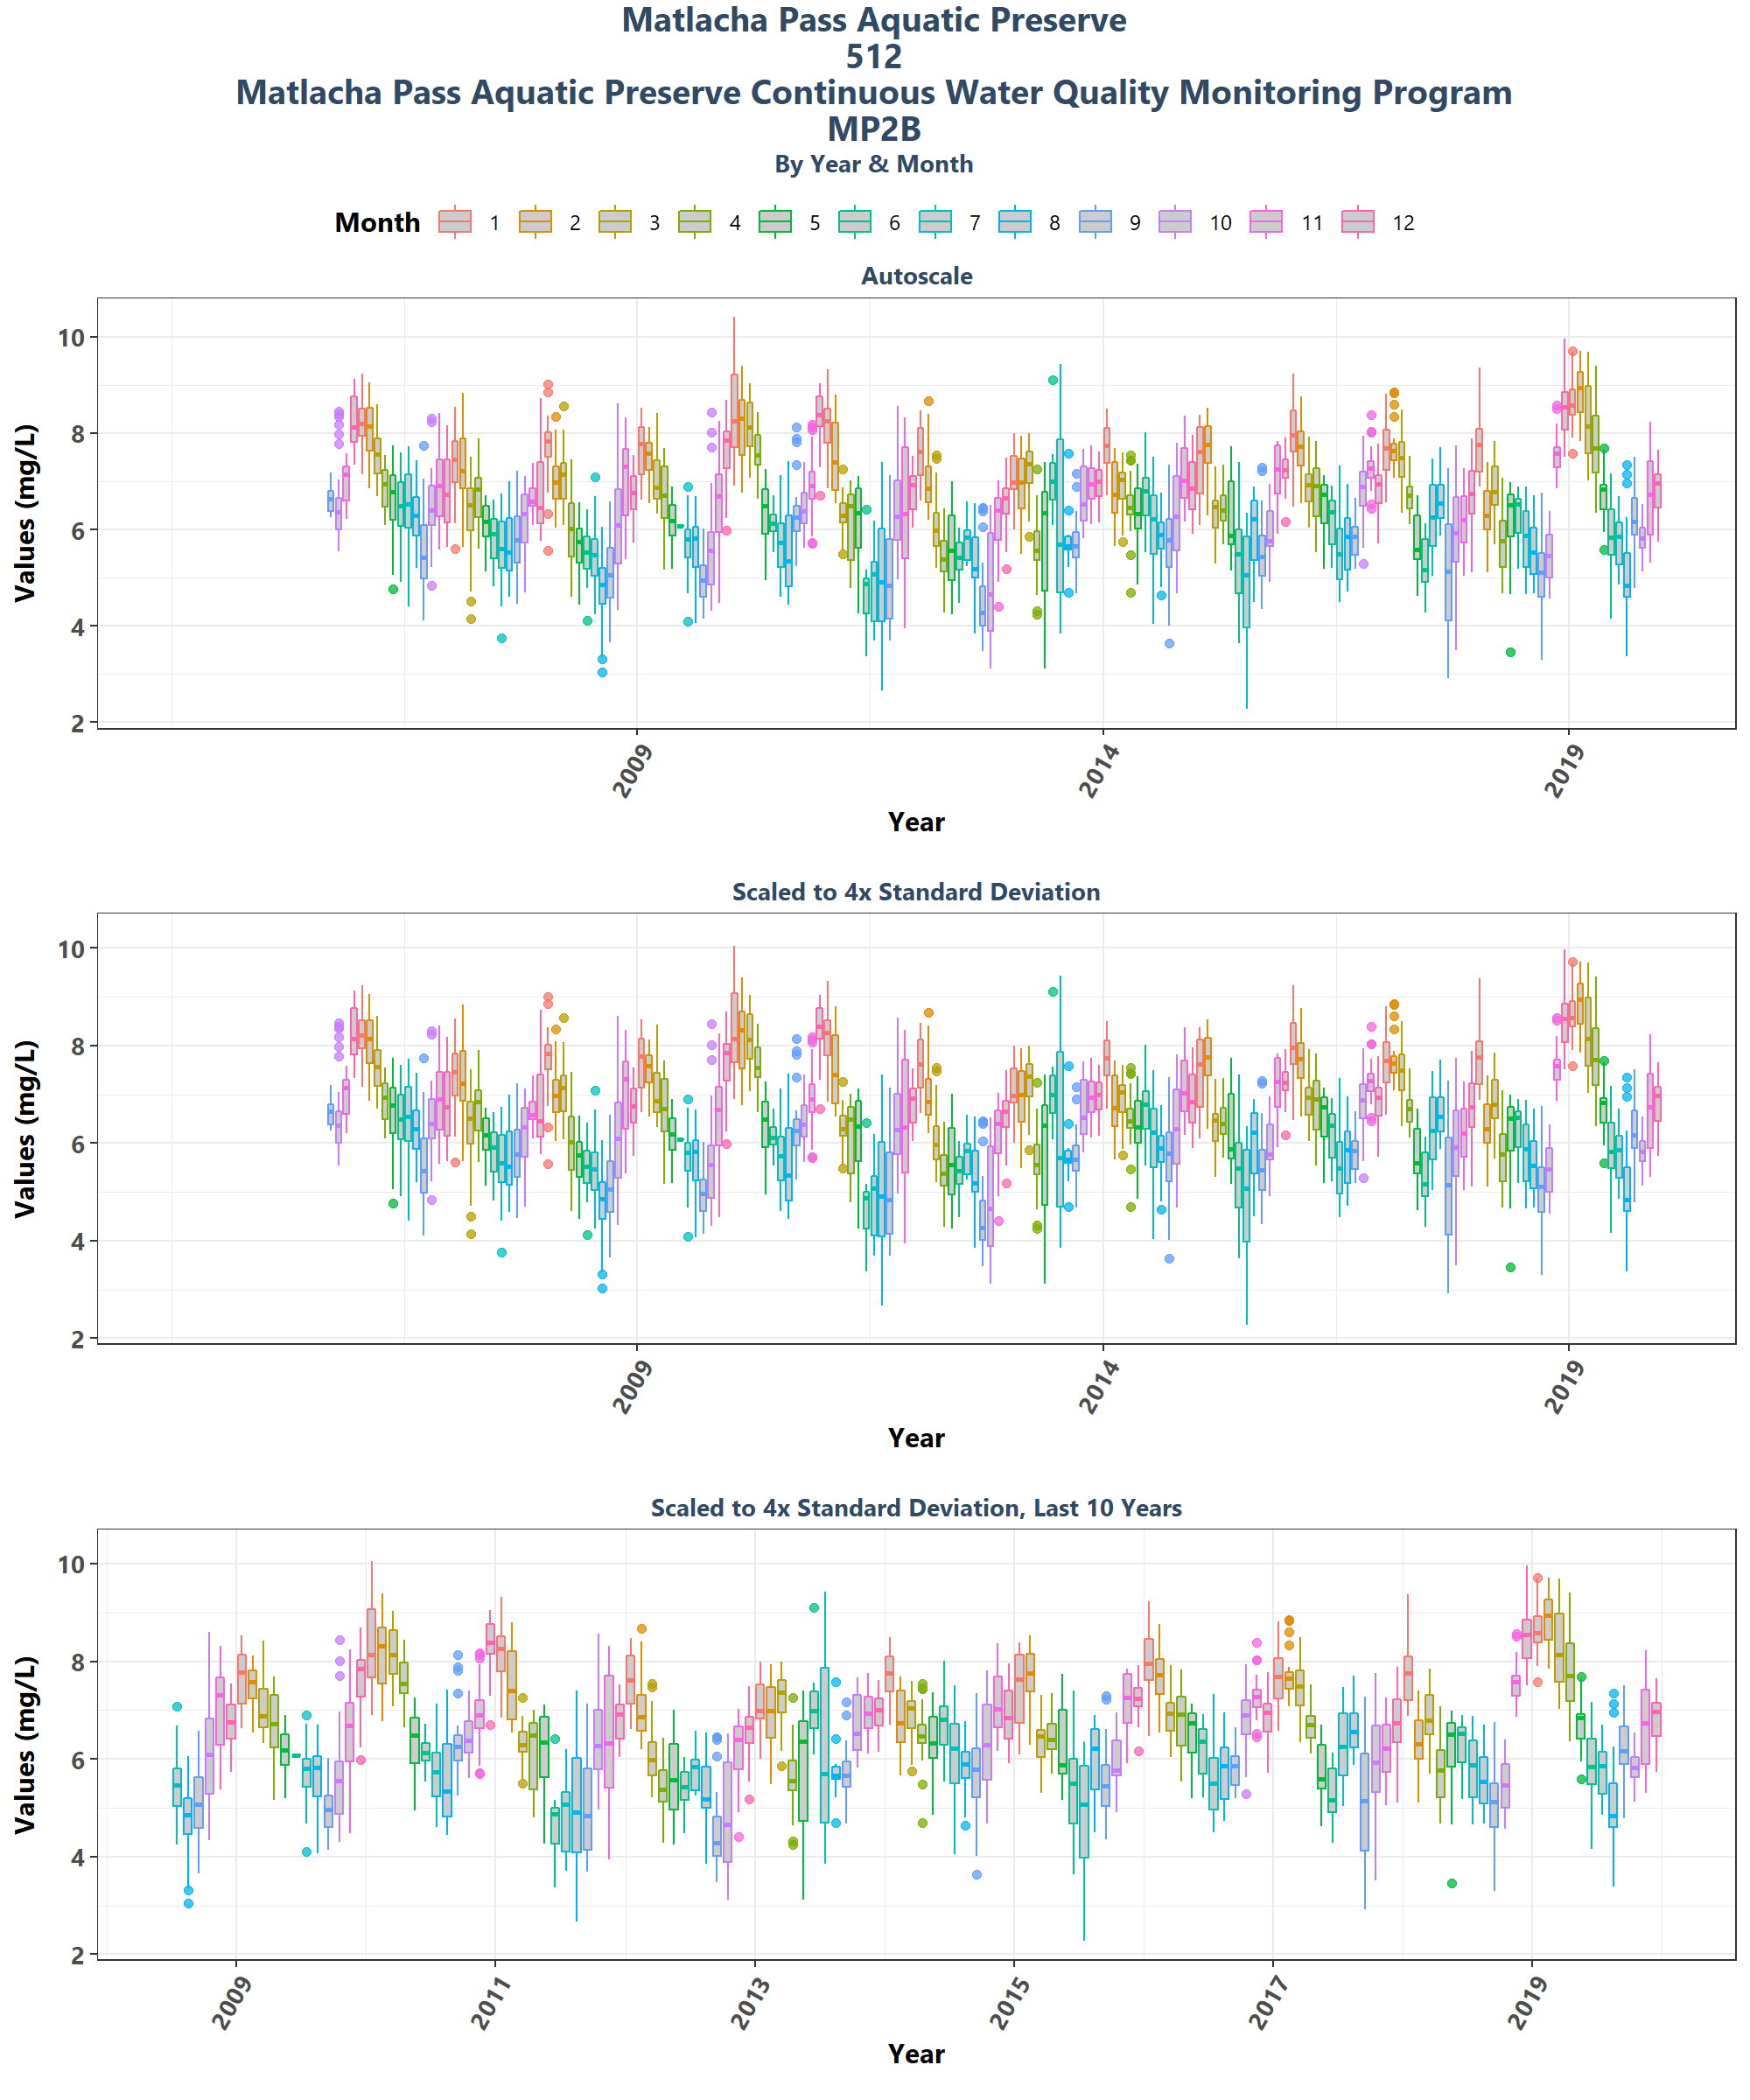 Matlacha Pass Aquatic Preserve
512
Matlacha Pass Aquatic Preserve Continuous Water Quality Monitoring Program
MP2B
By Year & Month
Month 1 2 3 4 5 6 7 8 9 10 11 12
Autoscale
Values (mg/L)
10
8
6
4
2
2009 2014 2019
Year
Scaled to 4x Standard Deviation
Values (mg/L)
10
8
6
4
2
2009 2014 2019
Year
Scaled to 4x Standard Deviation, Last 10 Years
Values (mg/L)
10
8
6
4
2
2009 2011 2013 2015 2017 2019
Year